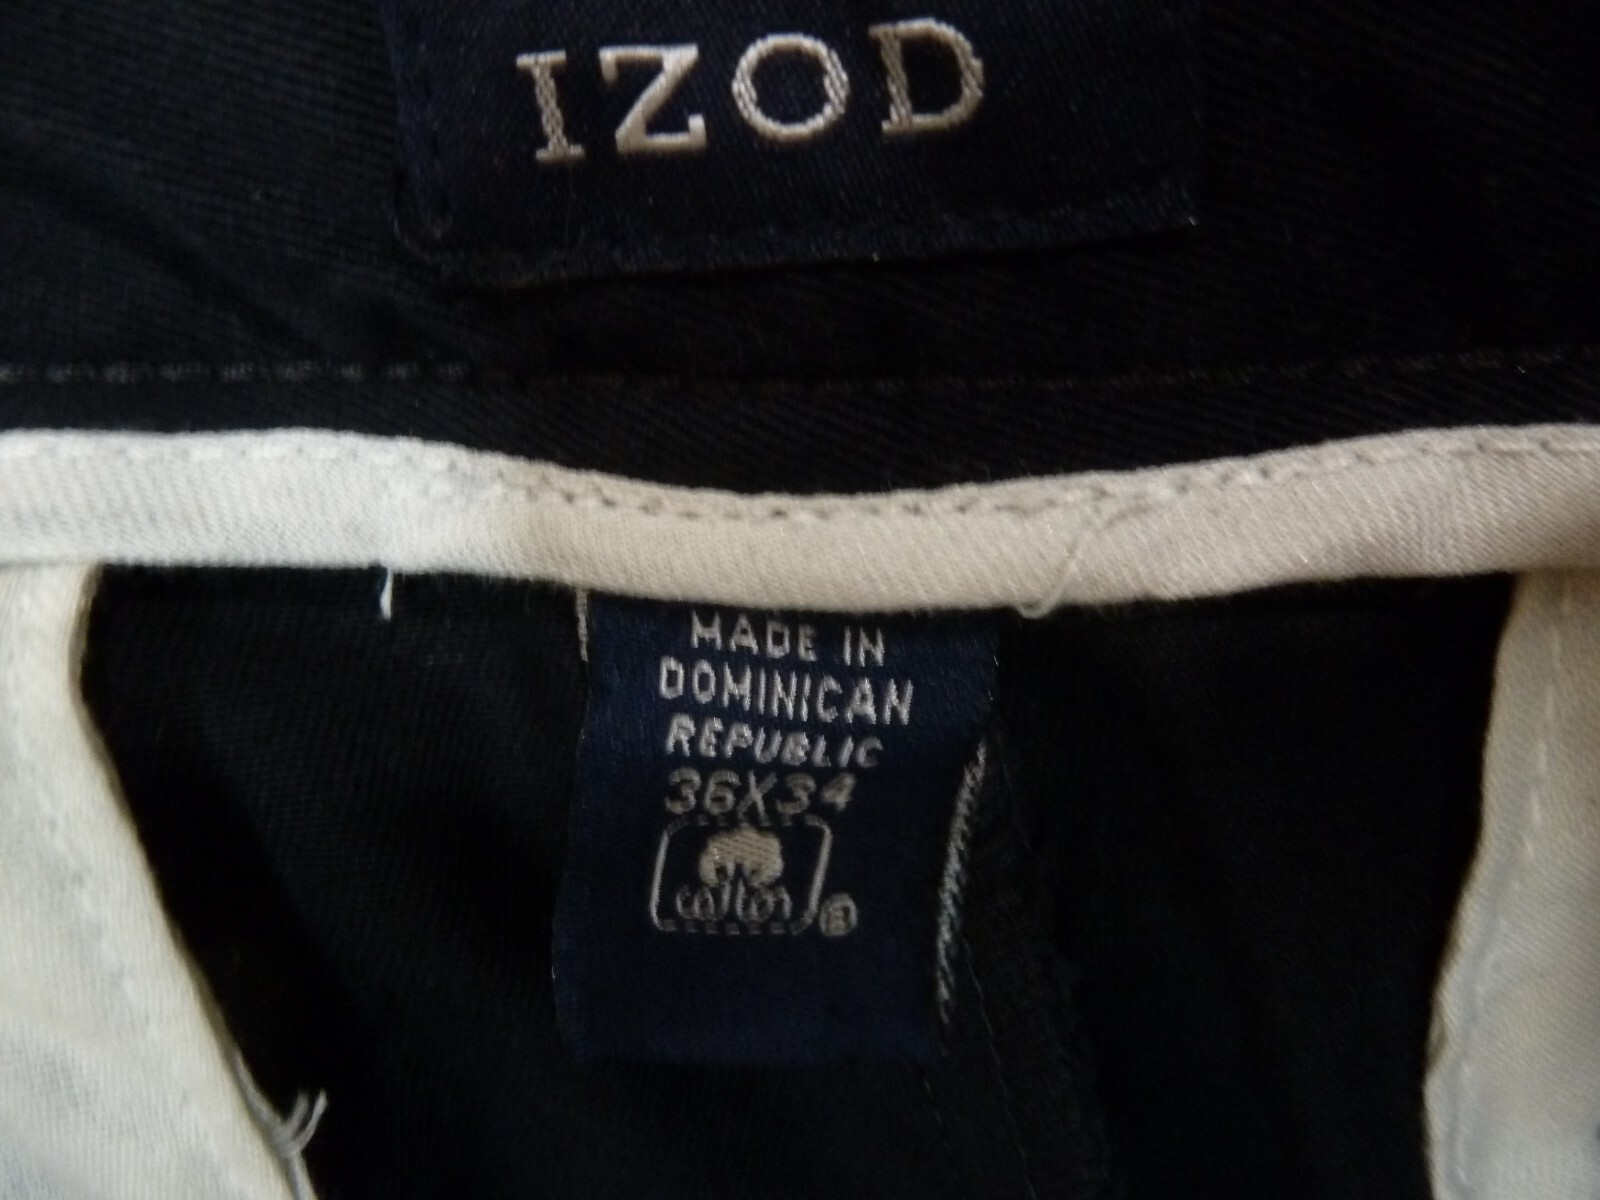 IZOD
MADE IN
DOMINICAN
REPUBLIC
36X34
cotton
®